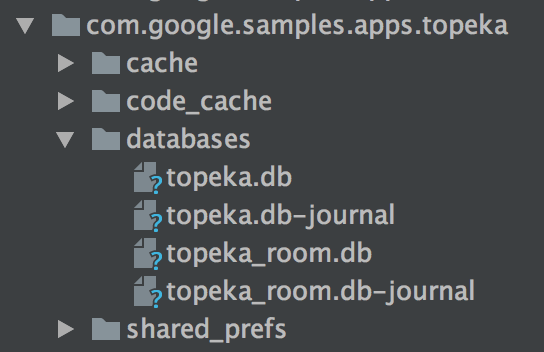 com.google.samples.apps.topeka
cache
code_cache
databases
topeka.db
topeka.db-journal
topeka_room.db
topeka_room.db-journal
shared_prefs